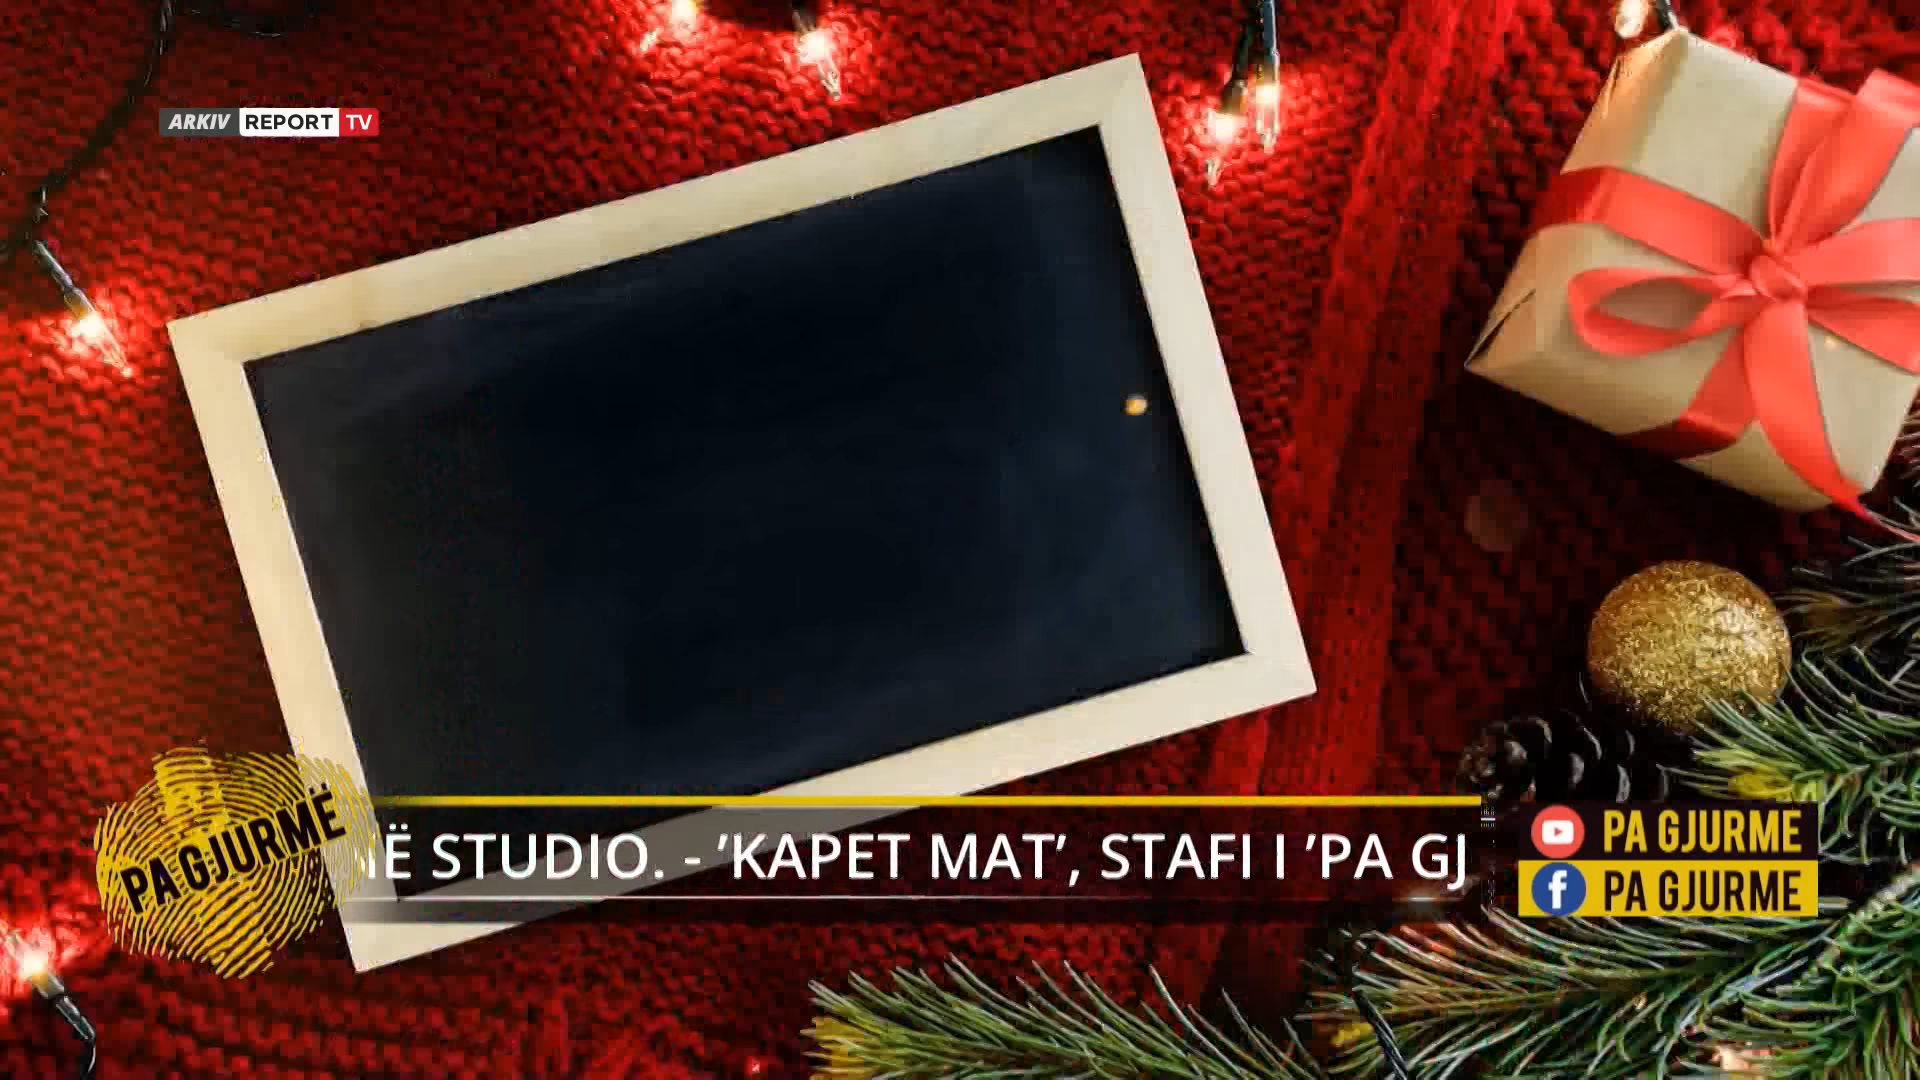 ARKIV REPORT TV
PA GJURMË
Ë STUDIO. - ’KAPET MAT’, STAFI I ’PA GJ
PA GJURME
PA GJURME